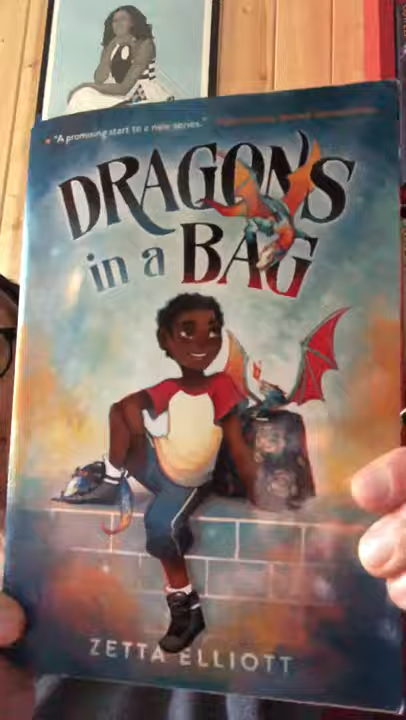 "A promising start to a new series."
DRAGONS
in a BAG
ZETTA ELLIOTT